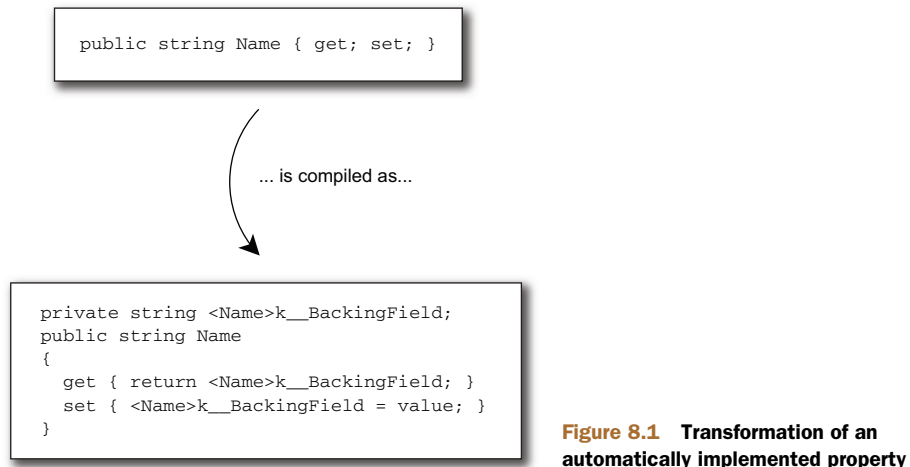 public string Name { get; set; }
... is compiled as...
private string <Name>k__BackingField;
public string Name
{
  get { return <Name>k__BackingField; }
  set { <Name>k__BackingField = value; }
}
Figure 8.1 Transformation of an
automatically implemented property